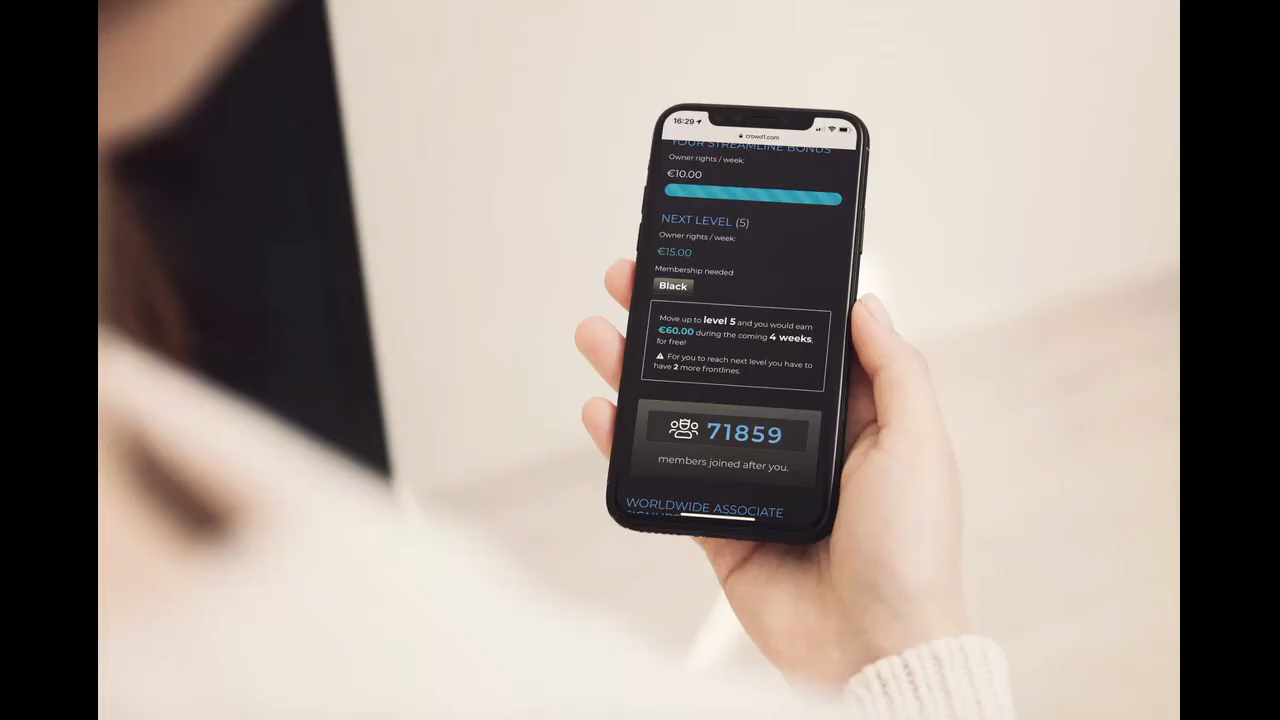 16:29
crowd1.com
YOUR STREAMLINE BONUS
Owner rights / week:
€10.00
NEXT LEVEL (5)
Owner rights / week:
€15.00
Membership needed
Black
Move up to level 5 and you would earn
€60.00 during the coming 4 weeks,
for free!
For you to reach next level you have to
have 2 more frontlines.
71859
members joined after you.
WORLDWIDE ASSOCIATE